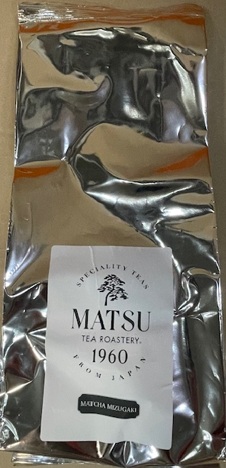 SPECIALITY TEAS
MATSU
TEA ROASTERY
1960
FROM JAPAN
MATCHA MIZUGAKI